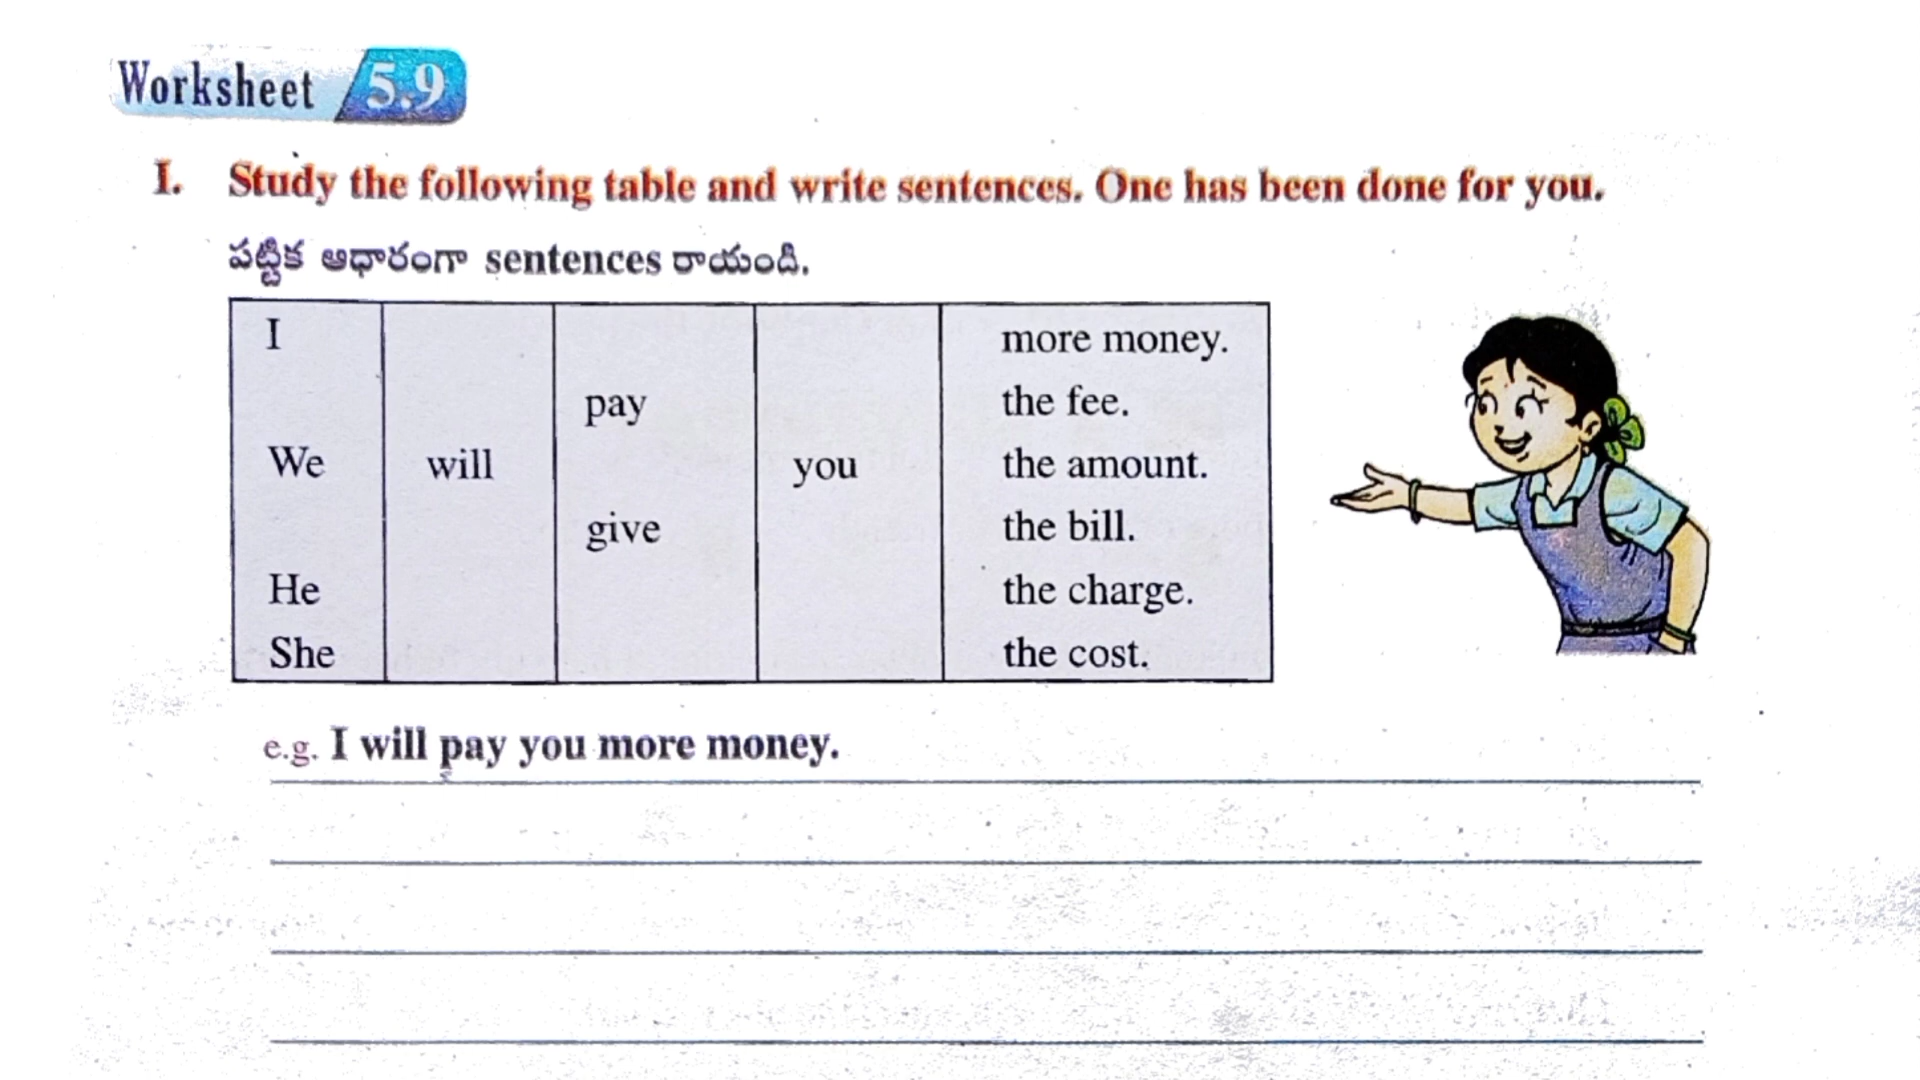 Worksheet 5.9
I. Study the following table and write sentences. One has been done for you.
పట్టిక ఆధారంగా sentences రాయండి.
I more money.
pay the fee.
We will you the amount.
give the bill.
He the charge.
She the cost.
e.g. I will pay you more money.